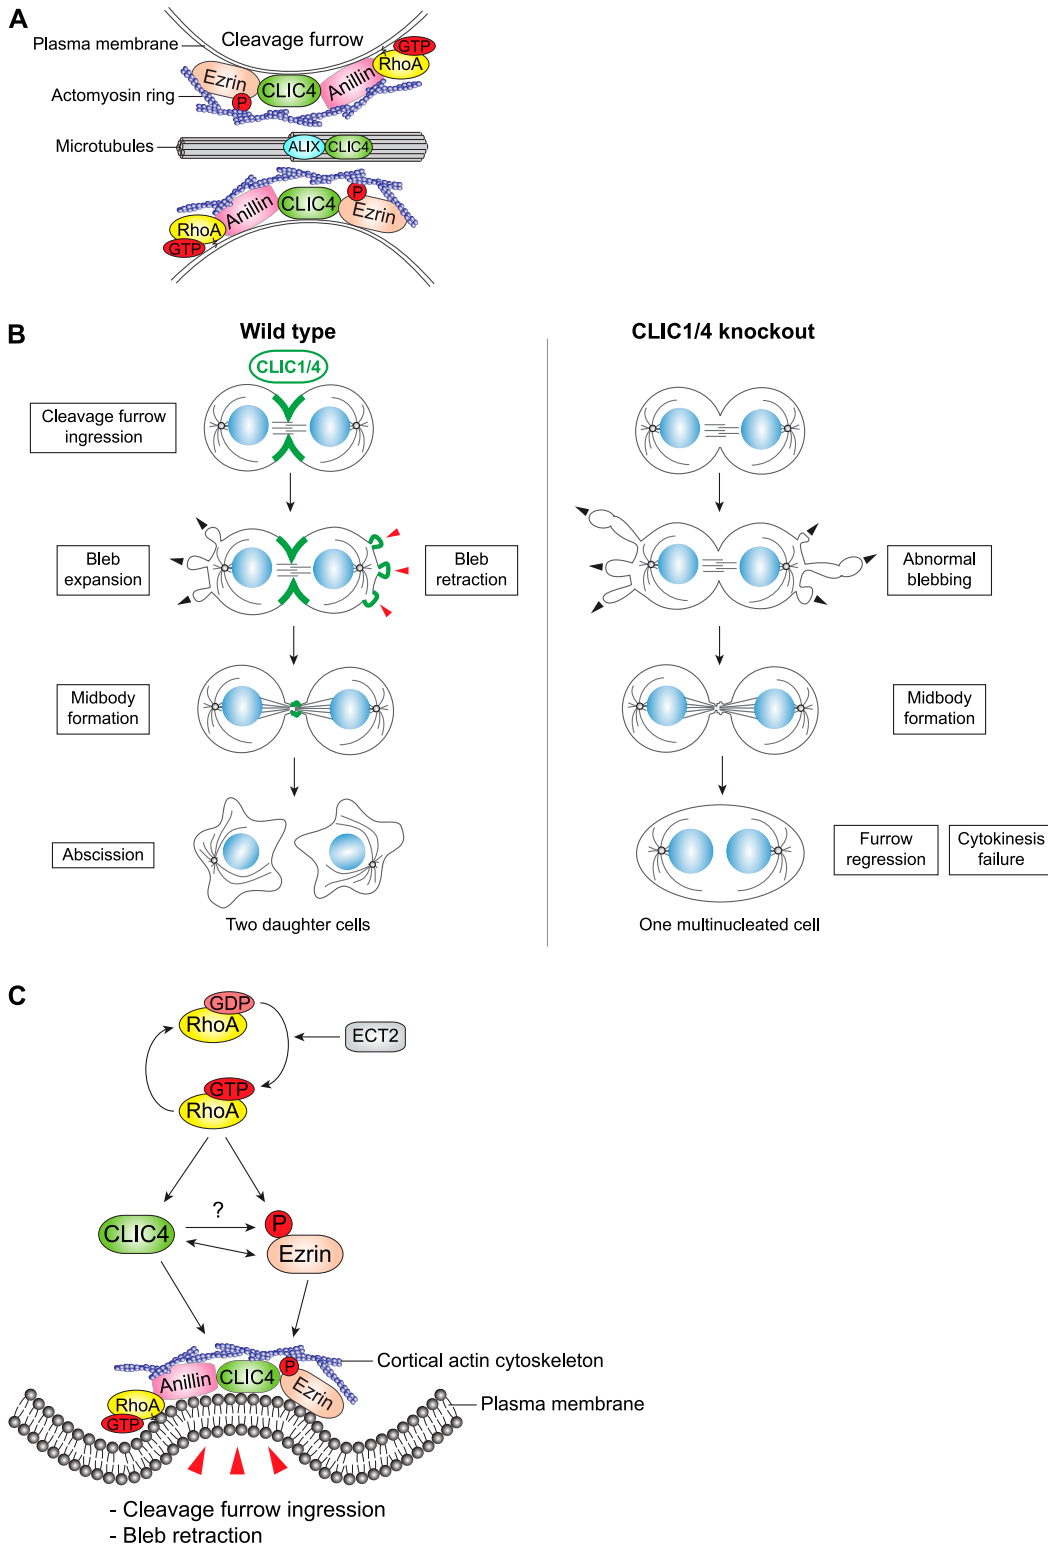 A
Plasma membrane
Cleavage furrow
GTP
RhoA
Ezrin
CLIC4
Anillin
P
Actomyosin ring
Microtubules
ALIX
CLIC4
P
RhoA
Anillin
CLIC4
Ezrin
GTP
B
Wild type
CLIC1/4 knockout
CLIC1/4
Cleavage furrow
ingression
Bleb
expansion
Bleb
retraction
Abnormal
blebbing
Midbody
formation
Midbody
formation
Abscission
Furrow
regression
Cytokinesis
failure
Two daughter cells
One multinucleated cell
C
GDP
RhoA
ECT2
GTP
RhoA
?
P
CLIC4
Ezrin
Cortical actin cytoskeleton
P
Anillin
CLIC4
Ezrin
RhoA
GTP
Plasma membrane
- Cleavage furrow ingression
- Bleb retraction